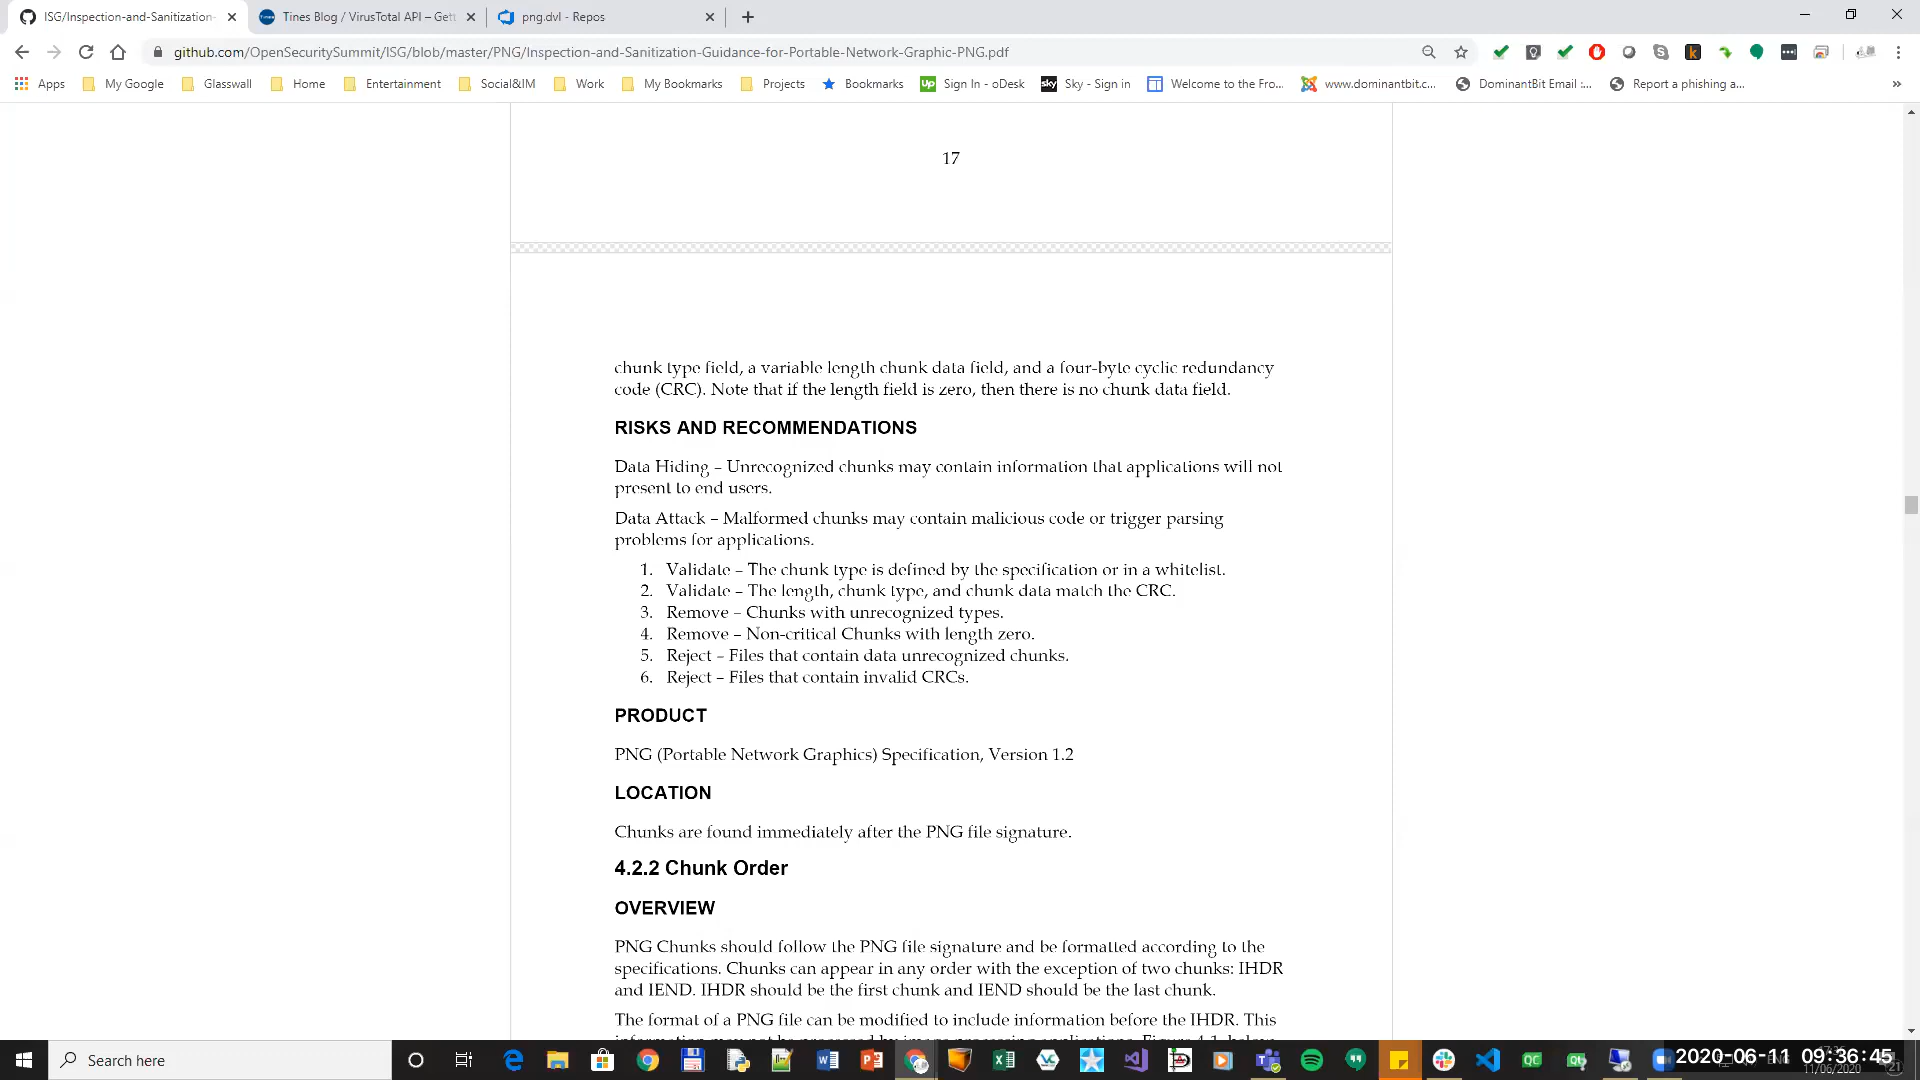 ISG/Inspection-and-Sanitization-
Tines Blog / VirusTotal API – Gett
png.dvl - Repos
github.com/OpenSecuritySummit/ISG/blob/master/PNG/Inspection-and-Sanitization-Guidance-for-Portable-Network-Graphic-PNG.pdf
Apps My Google Glasswall Home Entertainment Social&IM Work My Bookmarks Projects Bookmarks Sign In - oDesk Sky - Sign in Welcome to the Fro... www.dominantbit.c... DominantBit Email :... Report a phishing a... »
17
chunk type field, a variable length chunk data field, and a four-byte cyclic redundancy
code (CRC). Note that if the length field is zero, then there is no chunk data field.
RISKS AND RECOMMENDATIONS
Data Hiding – Unrecognized chunks may contain information that applications will not
present to end users.
Data Attack – Malformed chunks may contain malicious code or trigger parsing
problems for applications.
1. Validate – The chunk type is defined by the specification or in a whitelist.
2. Validate – The length, chunk type, and chunk data match the CRC.
3. Remove – Chunks with unrecognized types.
4. Remove – Non-critical Chunks with length zero.
5. Reject – Files that contain data unrecognized chunks.
6. Reject – Files that contain invalid CRCs.
PRODUCT
PNG (Portable Network Graphics) Specification, Version 1.2
LOCATION
Chunks are found immediately after the PNG file signature.
4.2.2 Chunk Order
OVERVIEW
PNG Chunks should follow the PNG file signature and be formatted according to the
specifications. Chunks can appear in any order with the exception of two chunks: IHDR
and IEND. IHDR should be the first chunk and IEND should be the last chunk.
The format of a PNG file can be modified to include information before the IHDR. This
Search here
2020-06-11 09:36:45
11/06/2020